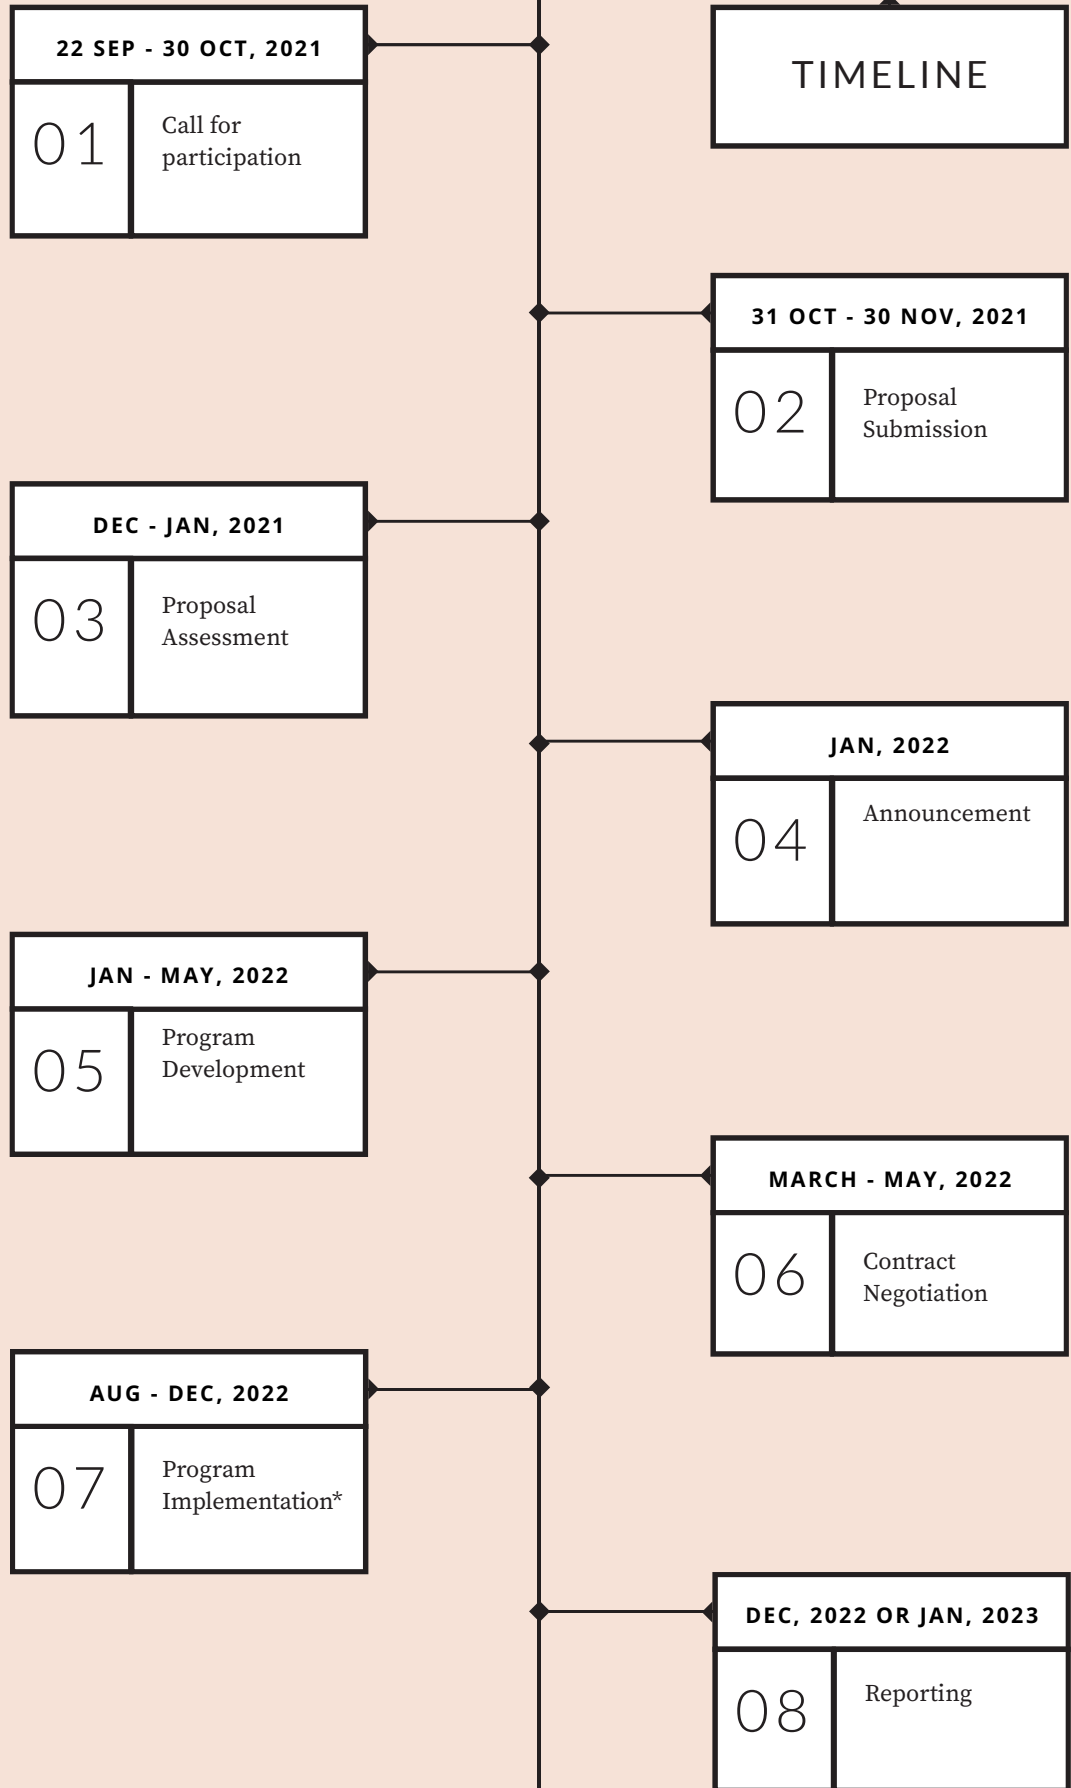 22 SEP - 30 OCT, 2021
01
Call for
participation
TIMELINE
31 OCT - 30 NOV, 2021
02
Proposal
Submission
DEC - JAN, 2021
03
Proposal
Assessment
JAN, 2022
04
Announcement
JAN - MAY, 2022
05
Program
Development
MARCH - MAY, 2022
06
Contract
Negotiation
AUG - DEC, 2022
07
Program
Implementation*
DEC, 2022 OR JAN, 2023
08
Reporting